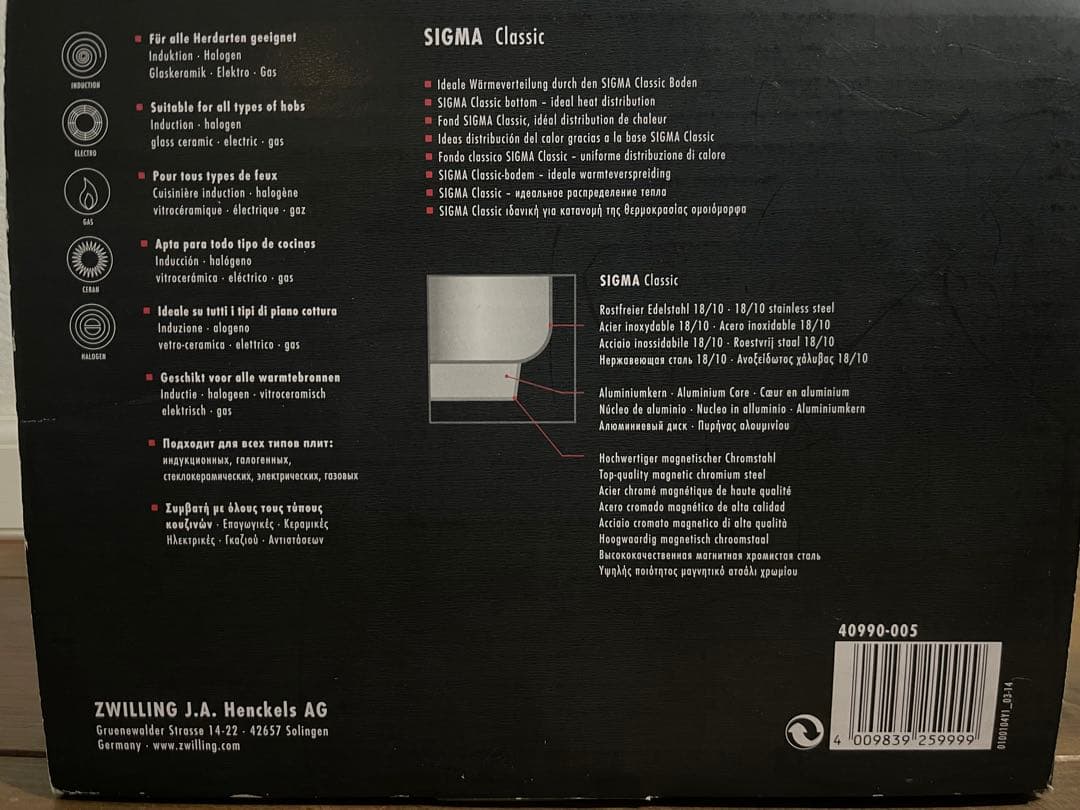 INDUCTION
ELECTRO
GAS
CERAN
HALOGEN
Für alle Herdarten geeignet
Induktion · Halogen
Glaskeramik · Elektro · Gas
Suitable for all types of hobs
Induction · halogen
glass ceramic · electric · gas
Pour tous types de feux
Cuisinière induction · halogène
vitrocéramique · électrique · gaz
Apta para todo tipo de cocinas
Inducción · halógeno
vitrocerámica · eléctrico · gas
Ideale su tutti i tipi di piano cottura
Induzione · alogeno
vetro-ceramica · elettrico · gas
Geschikt voor alle warmtebronnen
Inductie · halogeen · vitroceramisch
elektrisch · gas
Подходит для всех типов плит:
индукционных, галогенных,
стеклокерамических, электрических, газовых
Συμβατή με όλους τους τύπους
κουζινών · Επαγωγικές · Κεραμικές
Ηλεκτρικές · Γκαζιού · Αντιστάσεων
SIGMA Classic
Ideale Wärmeverteilung durch den SIGMA Classic Boden
SIGMA Classic bottom – ideal heat distribution
Fond SIGMA Classic, idéal distribution de chaleur
Ideas distribución del calor gracias a la base SIGMA Classic
Fondo classico SIGMA Classic – uniforme distribuzione di calore
SIGMA Classic-bodem – ideale warmteverspreiding
SIGMA Classic – идеальное распределение тепла
SIGMA Classic ιδανική για κατανομή της θερμοκρασίας ομοιόμορφα
SIGMA Classic
Rostfreier Edelstahl 18/10 · 18/10 stainless steel
Acier inoxydable 18/10 · Acero inoxidable 18/10
Acciaio inossidabile 18/10 · Roestvrij staal 18/10
Нержавеющая сталь 18/10 · Ανοξείδωτος χάλυβας 18/10
Aluminiumkern · Aluminium Core · Cœur en aluminium
Núcleo de aluminio · Nucleo in alluminio · Aluminiumkern
Алюминиевый диск · Πυρήνας αλουμινίου
Hochwertiger magnetischer Chromstahl
Top-quality magnetic chromium steel
Acier chromé magnétique de haute qualité
Acero cromado magnético de alta calidad
Acciaio cromato magnetico di alta qualità
Hoogwaardig magnetisch chroomstaal
Высококачественная магнитная хромистая сталь
Υψηλής ποιότητος μαγνητικό ατσάλι χρωμίου
ZWILLING J.A. Henckels AG
Gruenewalder Strasse 14-22 · 42657 Solingen
Germany · www.zwilling.com
40990-005
4 009839 259999
0100104Y1_03-14